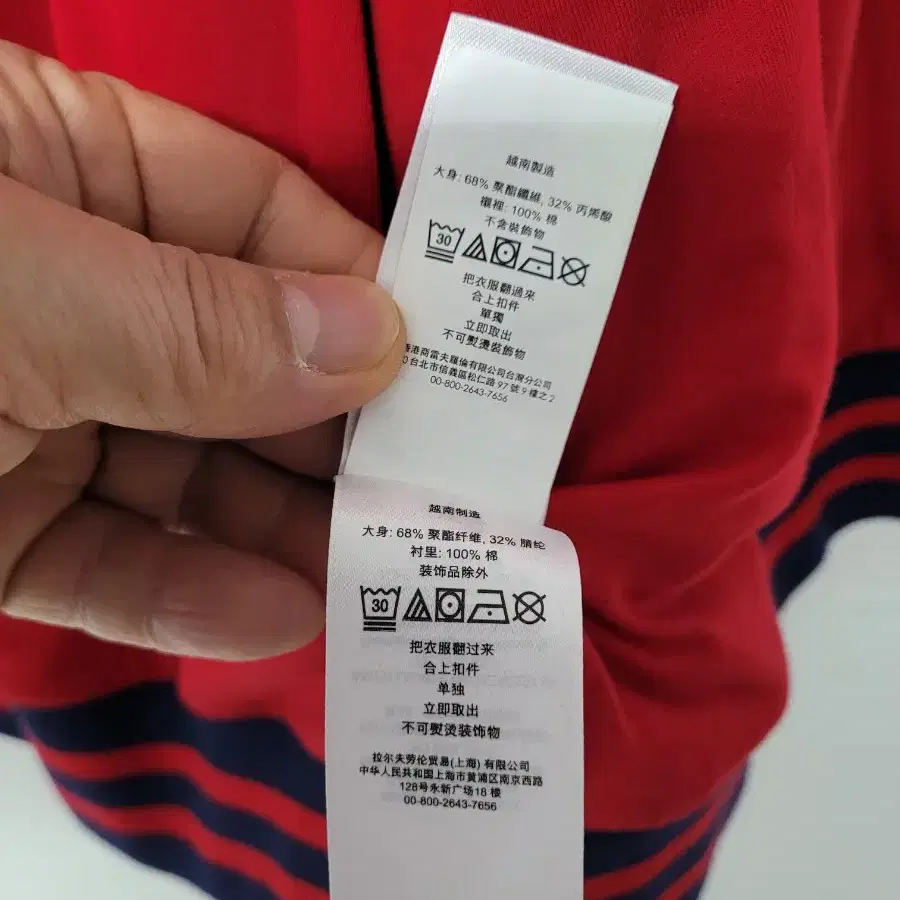 越南製造
大身: 68% 聚酯纖維, 32% 丙烯酸
襯裡: 100% 棉
不含裝飾物
30
把衣服翻過來
合上扣件
單獨
立即取出
不可熨燙裝飾物
港商雷夫羅倫有限公司台灣分公司
台北市信義區松仁路97號9樓之2
00-800-2643-7656
越南制造
大身: 68% 聚酯纤维, 32% 腈纶
衬里: 100% 棉
装饰品除外
30
把衣服翻过来
合上扣件
单独
立即取出
不可熨烫装饰物
拉尔夫劳伦贸易(上海) 有限公司
中华人民共和国上海市黄浦区南京西路
128号永新广场18 楼
00-800-2643-7656